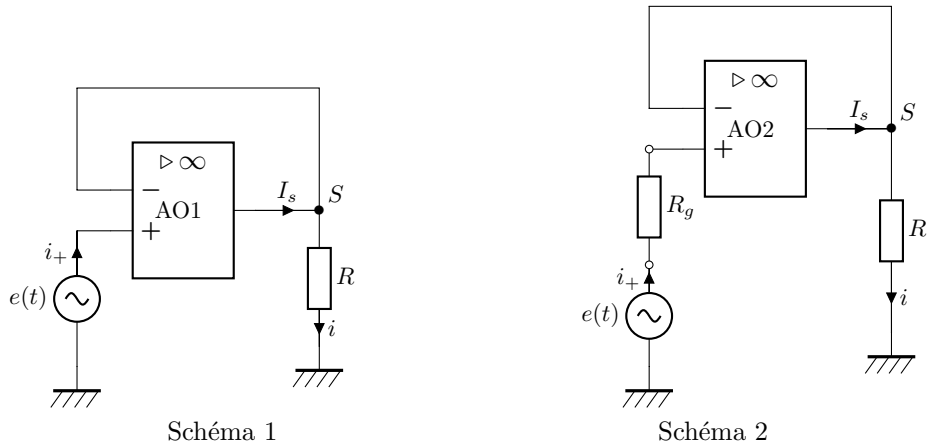 ▷∞
−
AO1
+
I_s
S
i_+
e(t)
R
i
Schéma 1
▷∞
−
AO2
+
I_s
S
R_g
i_+
e(t)
R
i
Schéma 2